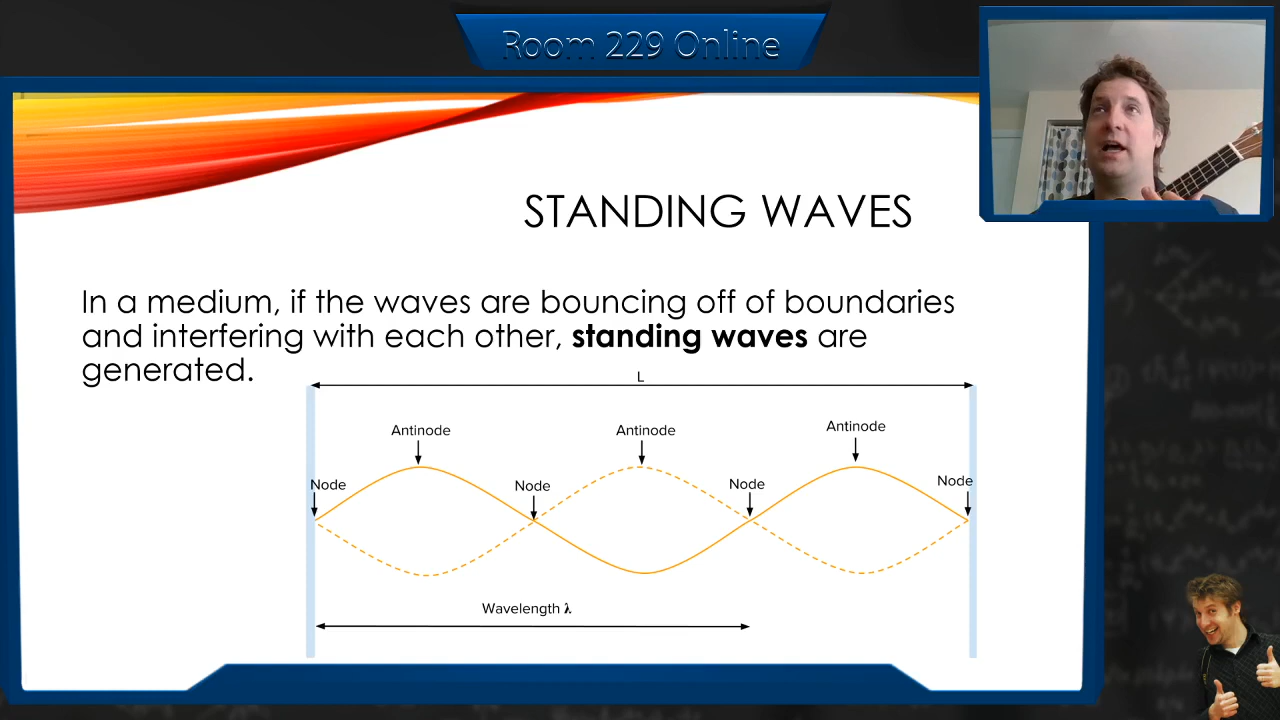 Room 229 Online
STANDING WAVES
In a medium, if the waves are bouncing off of boundaries
and interfering with each other, standing waves are
generated.
L
Antinode
Antinode
Antinode
Node
Node
Node
Node
Wavelength λ